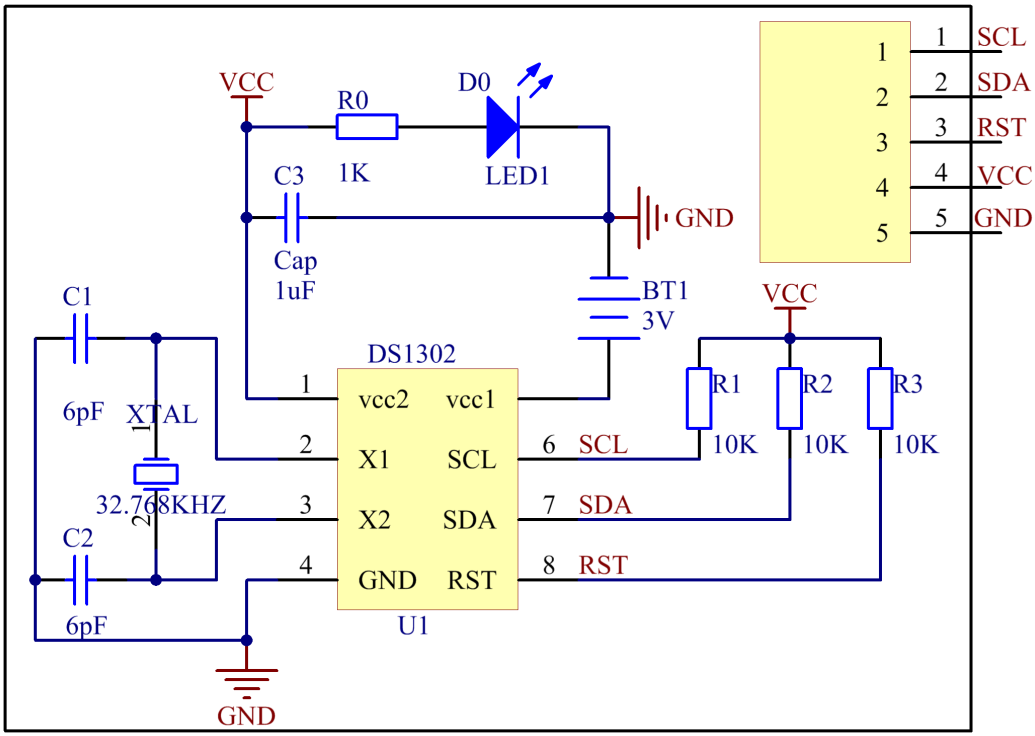 1 1 SCL
2 2 SDA
3 3 RST
4 4 VCC
5 5 GND
VCC
R0
1K
D0
LED1
C3
Cap
1uF
GND
BT1
3V
C1
6pF
XTAL
1
32.768KHZ
2
C2
6pF
DS1302
1 vcc2 vcc1
2 X1 SCL 6 SCL
3 X2 SDA 7 SDA
4 GND RST 8 RST
U1
GND
VCC
R1 R2 R3
10K 10K 10K